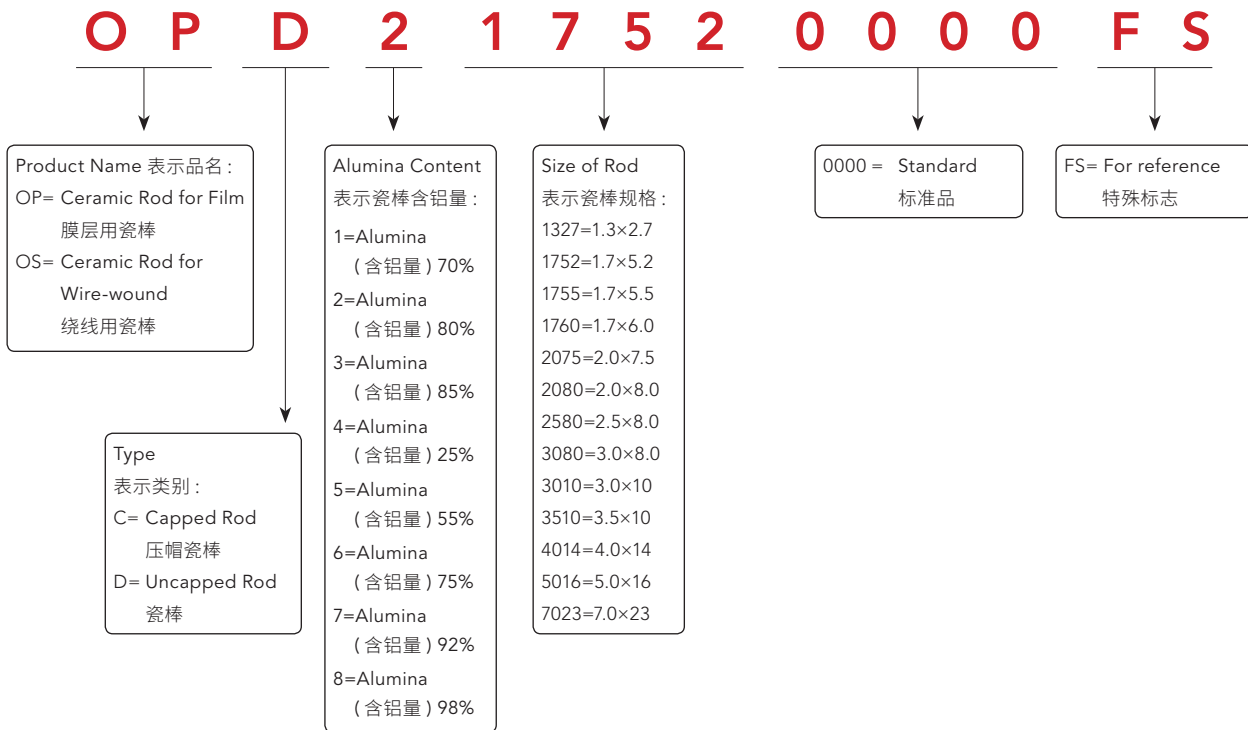 O P D 2 1 7 5 2 0 0 0 0 F S
Product Name 表示品名 :
OP= Ceramic Rod for Film
膜层用瓷棒
OS= Ceramic Rod for
Wire-wound
绕线用瓷棒
Type
表示类别 :
C= Capped Rod
压帽瓷棒
D= Uncapped Rod
瓷棒
Alumina Content
表示瓷棒含铝量 :
1=Alumina
( 含铝量 ) 70%
2=Alumina
( 含铝量 ) 80%
3=Alumina
( 含铝量 ) 85%
4=Alumina
( 含铝量 ) 25%
5=Alumina
( 含铝量 ) 55%
6=Alumina
( 含铝量 ) 75%
7=Alumina
( 含铝量 ) 92%
8=Alumina
( 含铝量 ) 98%
Size of Rod
表示瓷棒规格 :
1327=1.3×2.7
1752=1.7×5.2
1755=1.7×5.5
1760=1.7×6.0
2075=2.0×7.5
2080=2.0×8.0
2580=2.5×8.0
3080=3.0×8.0
3010=3.0×10
3510=3.5×10
4014=4.0×14
5016=5.0×16
7023=7.0×23
0000 = Standard
标准品
FS= For reference
特殊标志